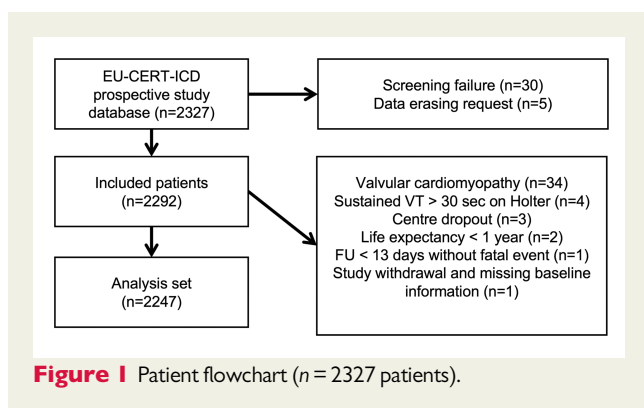 EU-CERT-ICD
prospective study
database (n=2327)
Screening failure (n=30)
Data erasing request (n=5)
Included patients
(n=2292)
Valvular cardiomyopathy (n=34)
Sustained VT > 30 sec on Holter (n=4)
Centre dropout (n=3)
Life expectancy < 1 year (n=2)
FU < 13 days without fatal event (n=1)
Study withdrawal and missing baseline
information (n=1)
Analysis set
(n=2247)
Figure 1 Patient flowchart (n = 2327 patients).